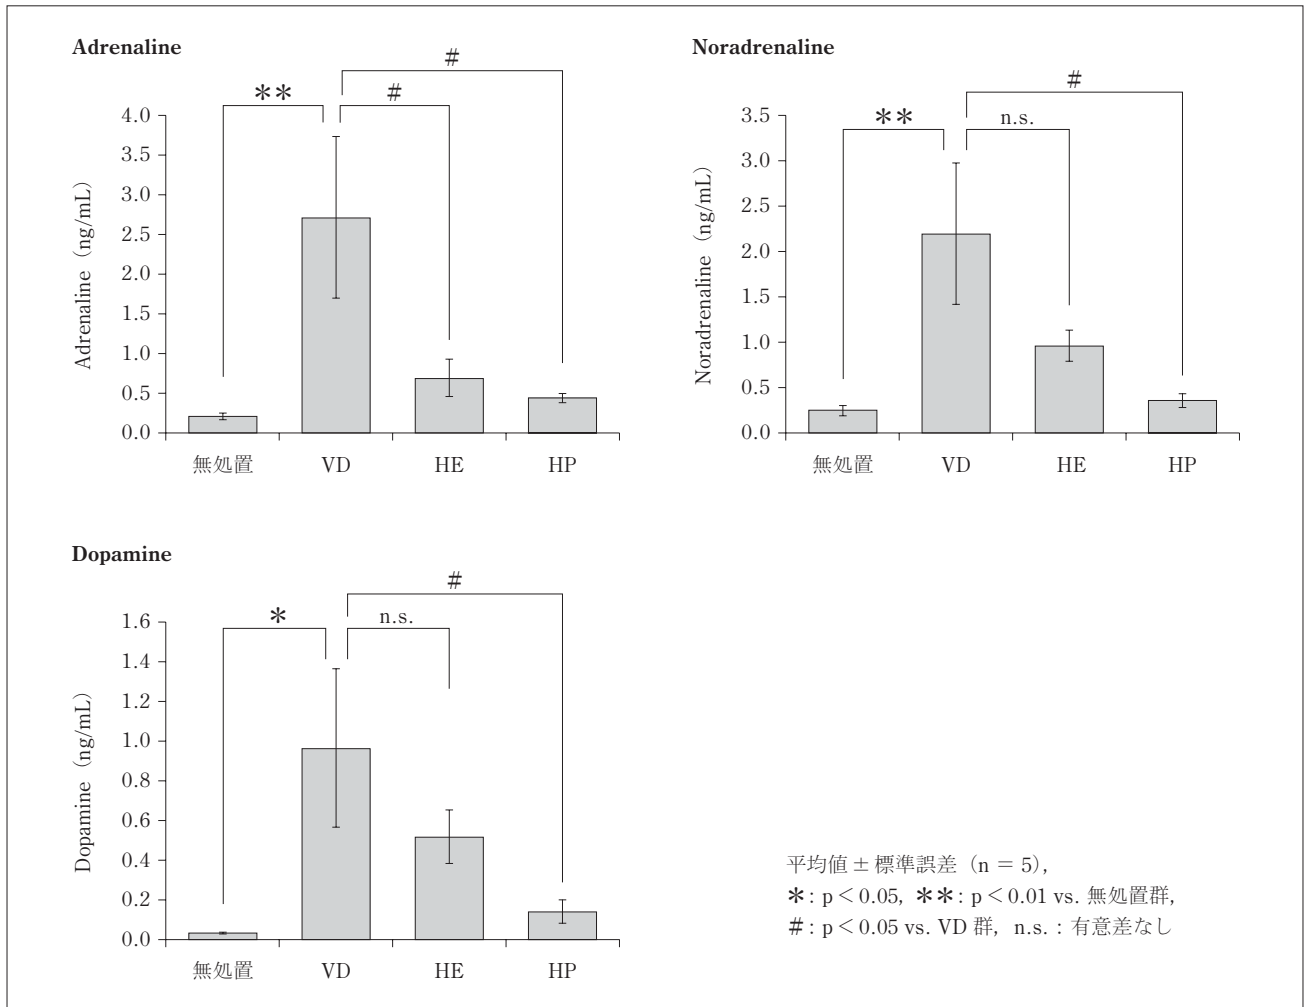 Adrenaline
#
** #
4.0
3.5
3.0
2.5
2.0
1.5
1.0
0.5
0.0
Adrenaline (ng/mL)
無処置 VD HE HP
Noradrenaline
#
** n.s.
3.5
3.0
2.5
2.0
1.5
1.0
0.5
0.0
Noradrenaline (ng/mL)
無処置 VD HE HP
Dopamine
#
* n.s.
1.6
1.4
1.2
1.0
0.8
0.6
0.4
0.2
0.0
Dopamine (ng/mL)
無処置 VD HE HP
平均値 ± 標準誤差 (n = 5),
*: p < 0.05, **: p < 0.01 vs. 無処置群,
#: p < 0.05 vs. VD 群, n.s. : 有意差なし